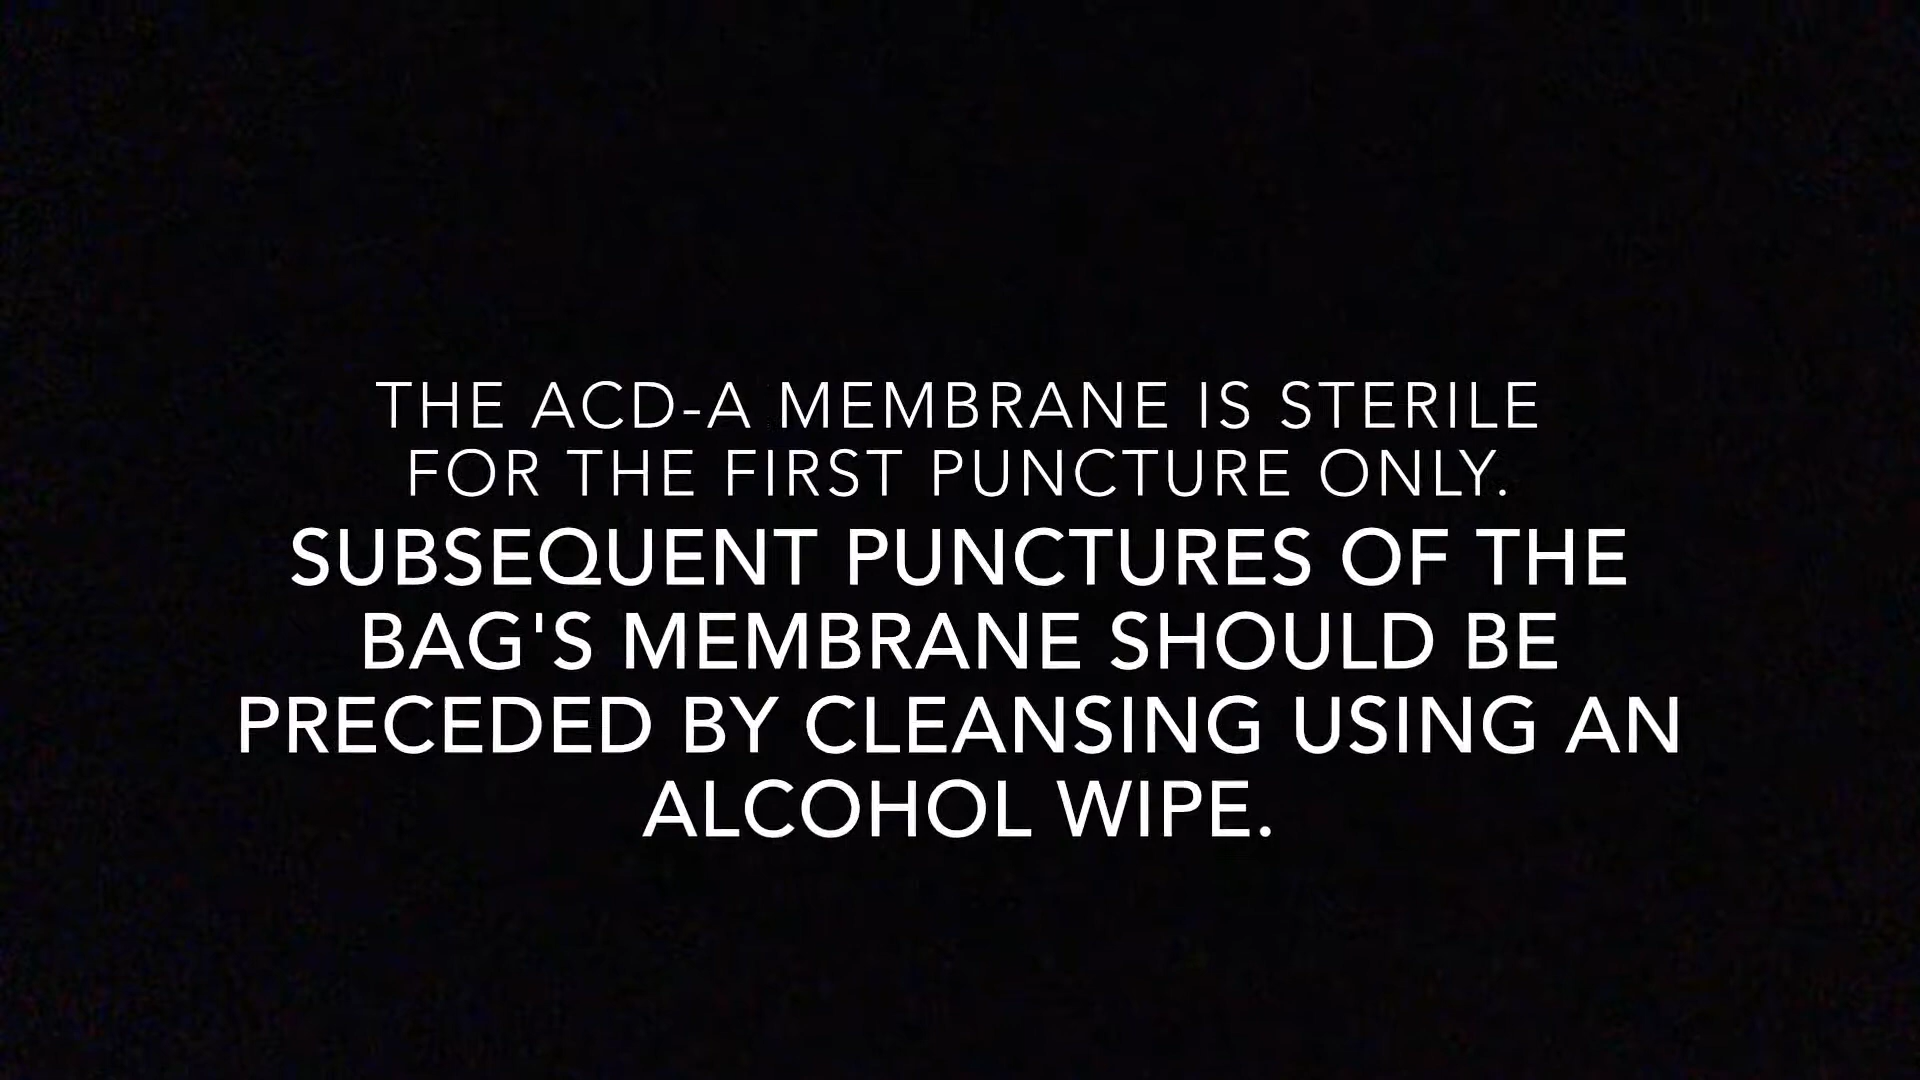 THE ACD-A MEMBRANE IS STERILE
FOR THE FIRST PUNCTURE ONLY.
SUBSEQUENT PUNCTURES OF THE
BAG'S MEMBRANE SHOULD BE
PRECEDED BY CLEANSING USING AN
ALCOHOL WIPE.